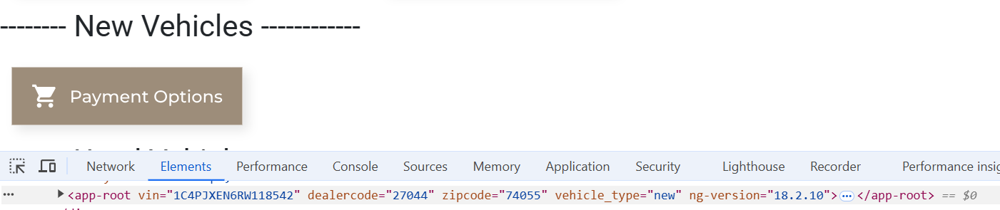 -------- New Vehicles ------------
Payment Options
Network Elements Performance Console Sources Memory Application Security Lighthouse Recorder Performance
<app-root vin="1C4PJXEN6RW118542" dealercode="27044" zipcode="74055" vehicle_type="new" ng-version="18.2.10">…</app-root> == $0